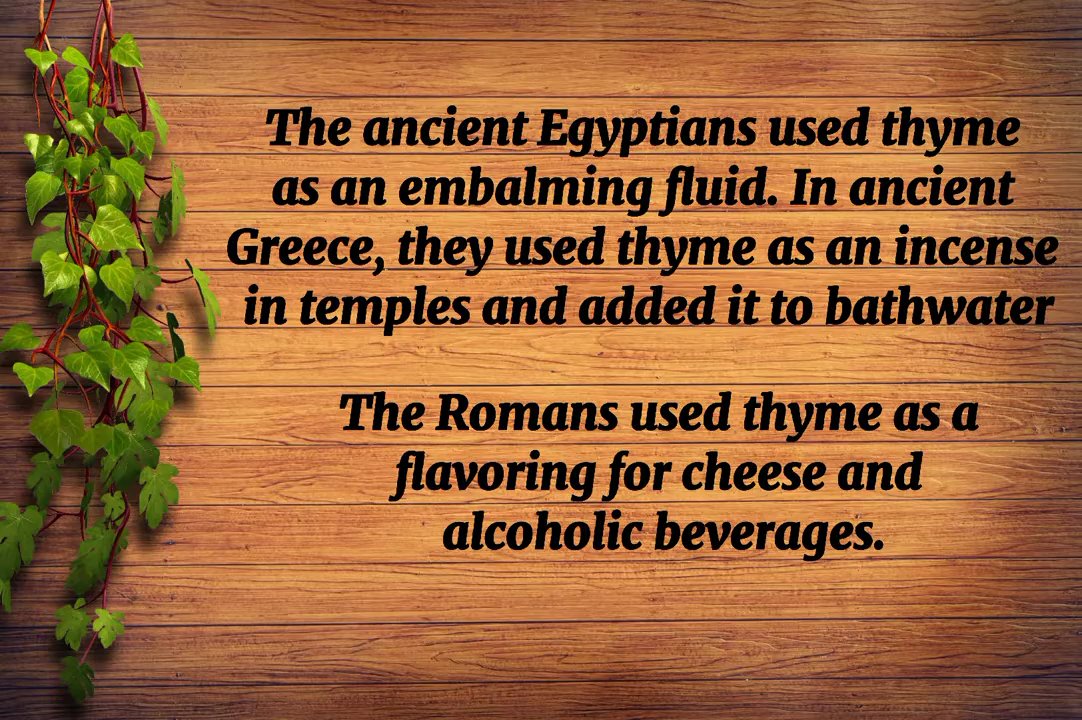 The ancient Egyptians used thyme
as an embalming fluid. In ancient
Greece, they used thyme as an incense
in temples and added it to bathwater
The Romans used thyme as a
flavoring for cheese and
alcoholic beverages.